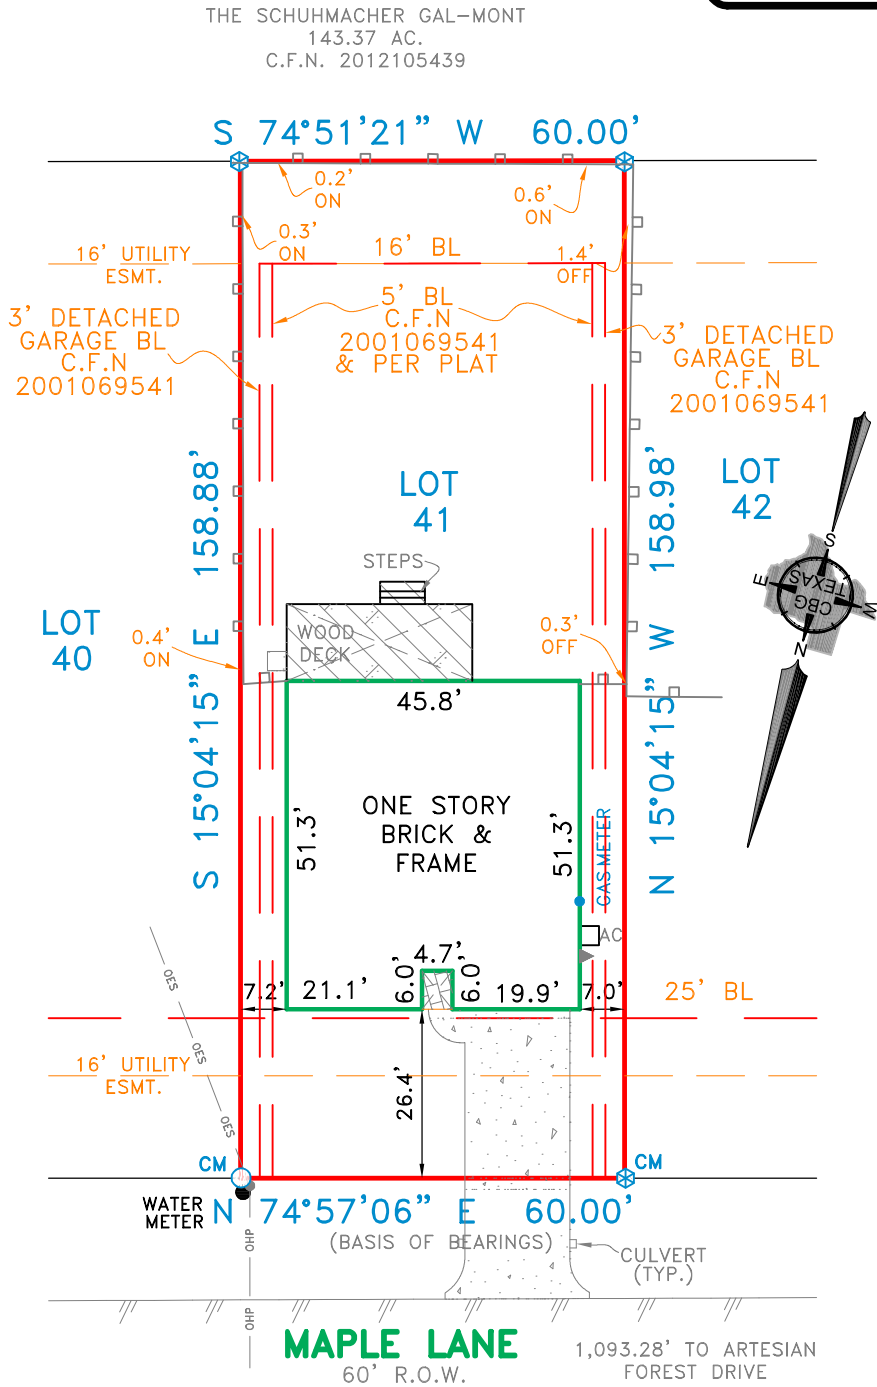 THE SCHUHMACHER GAL-MONT
143.37 AC.
C.F.N. 2012105439
S 74°51'21" W 60.00'
0.2'
ON
0.6'
ON
0.3'
ON
16' BL
1.4'
OFF
16' UTILITY
ESMT.
5' BL
C.F.N
2001069541
& PER PLAT
3' DETACHED
GARAGE BL
C.F.N
2001069541
3' DETACHED
GARAGE BL
C.F.N
2001069541
LOT
41
LOT
42
LOT
40
S 15°04'15" E 158.88'
N 15°04'15" W 158.98'
S
E
W
N
TEXAS
CBG
STEPS
WOOD
DECK
0.4'
ON
0.3'
OFF
45.8'
ONE STORY
BRICK &
FRAME
51.3'
51.3'
GAS METER
AC
4.7'
6.0'
6.0'
7.2'
21.1'
19.9'
7.0'
25' BL
OES
OES
OES
16' UTILITY
ESMT.
26.4'
CM
CM
WATER
METER
N 74°57'06" E 60.00'
(BASIS OF BEARINGS)
OHP
OHP
CULVERT
(TYP.)
MAPLE LANE
60' R.O.W.
1,093.28' TO ARTESIAN
FOREST DRIVE